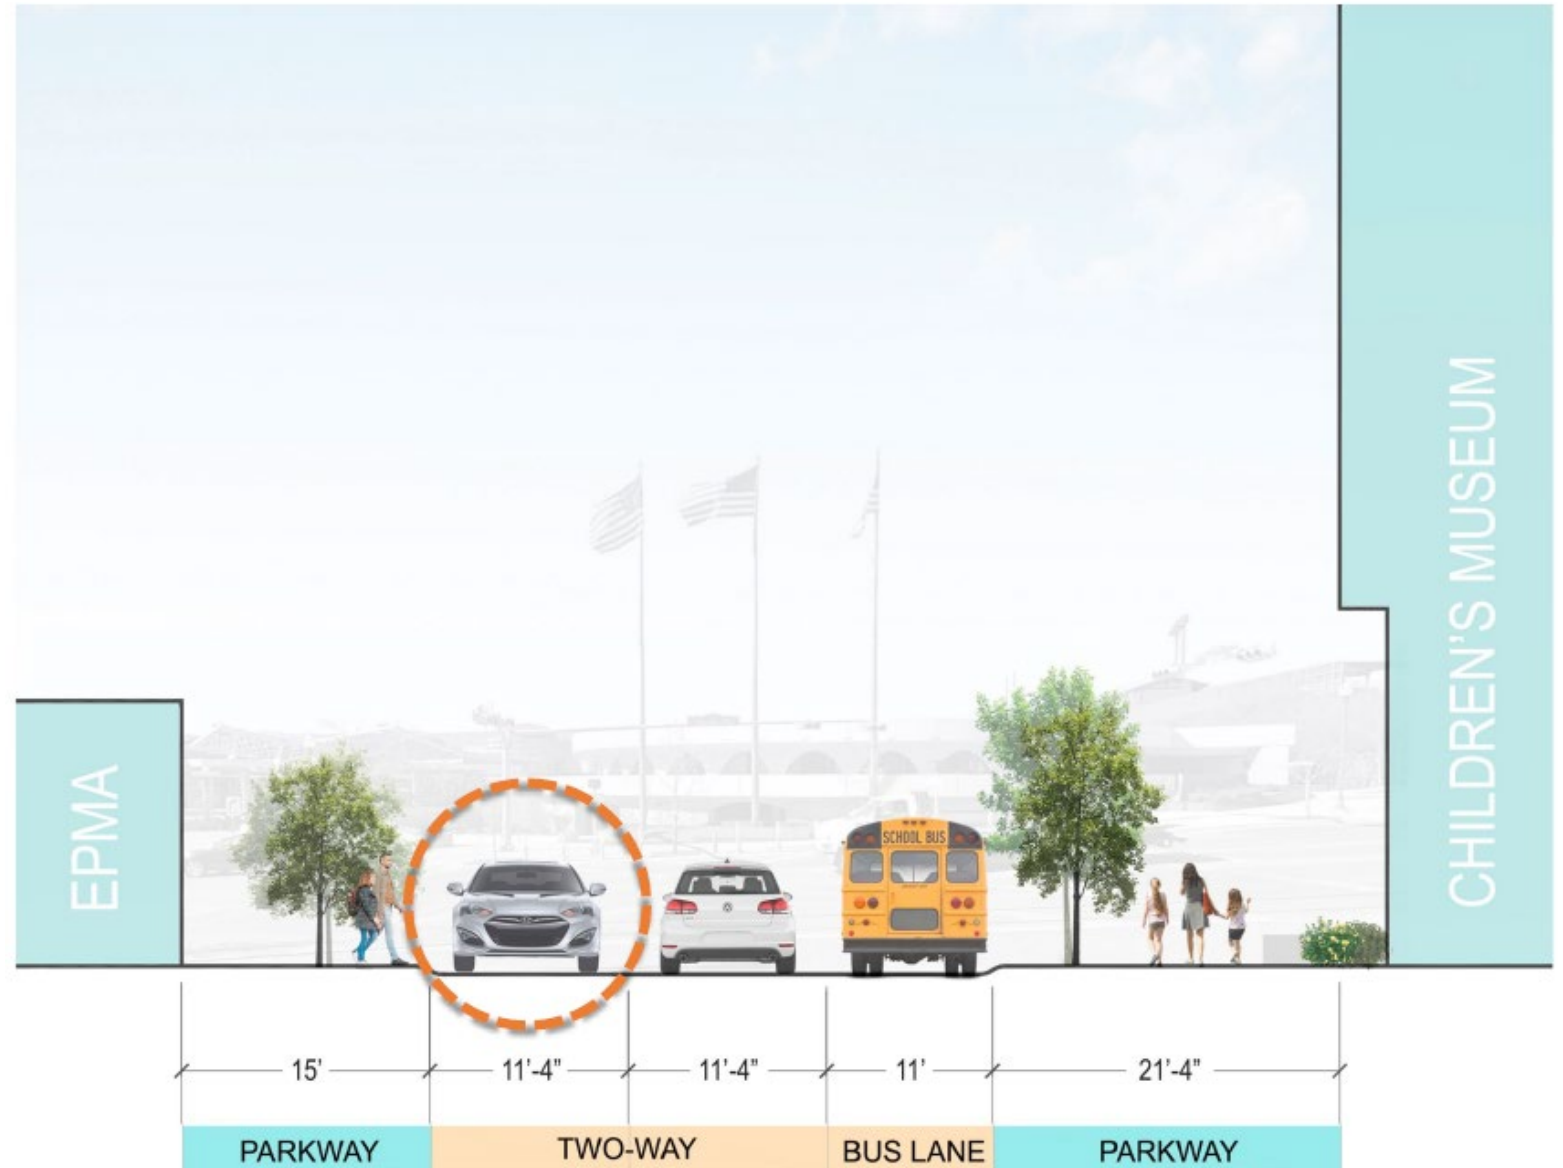 CHILDREN'S MUSEUM
EPMA
SCHOOL BUS
15’
11’-4”
11’-4”
11’
21’-4”
PARKWAY
TWO-WAY
BUS LANE
PARKWAY